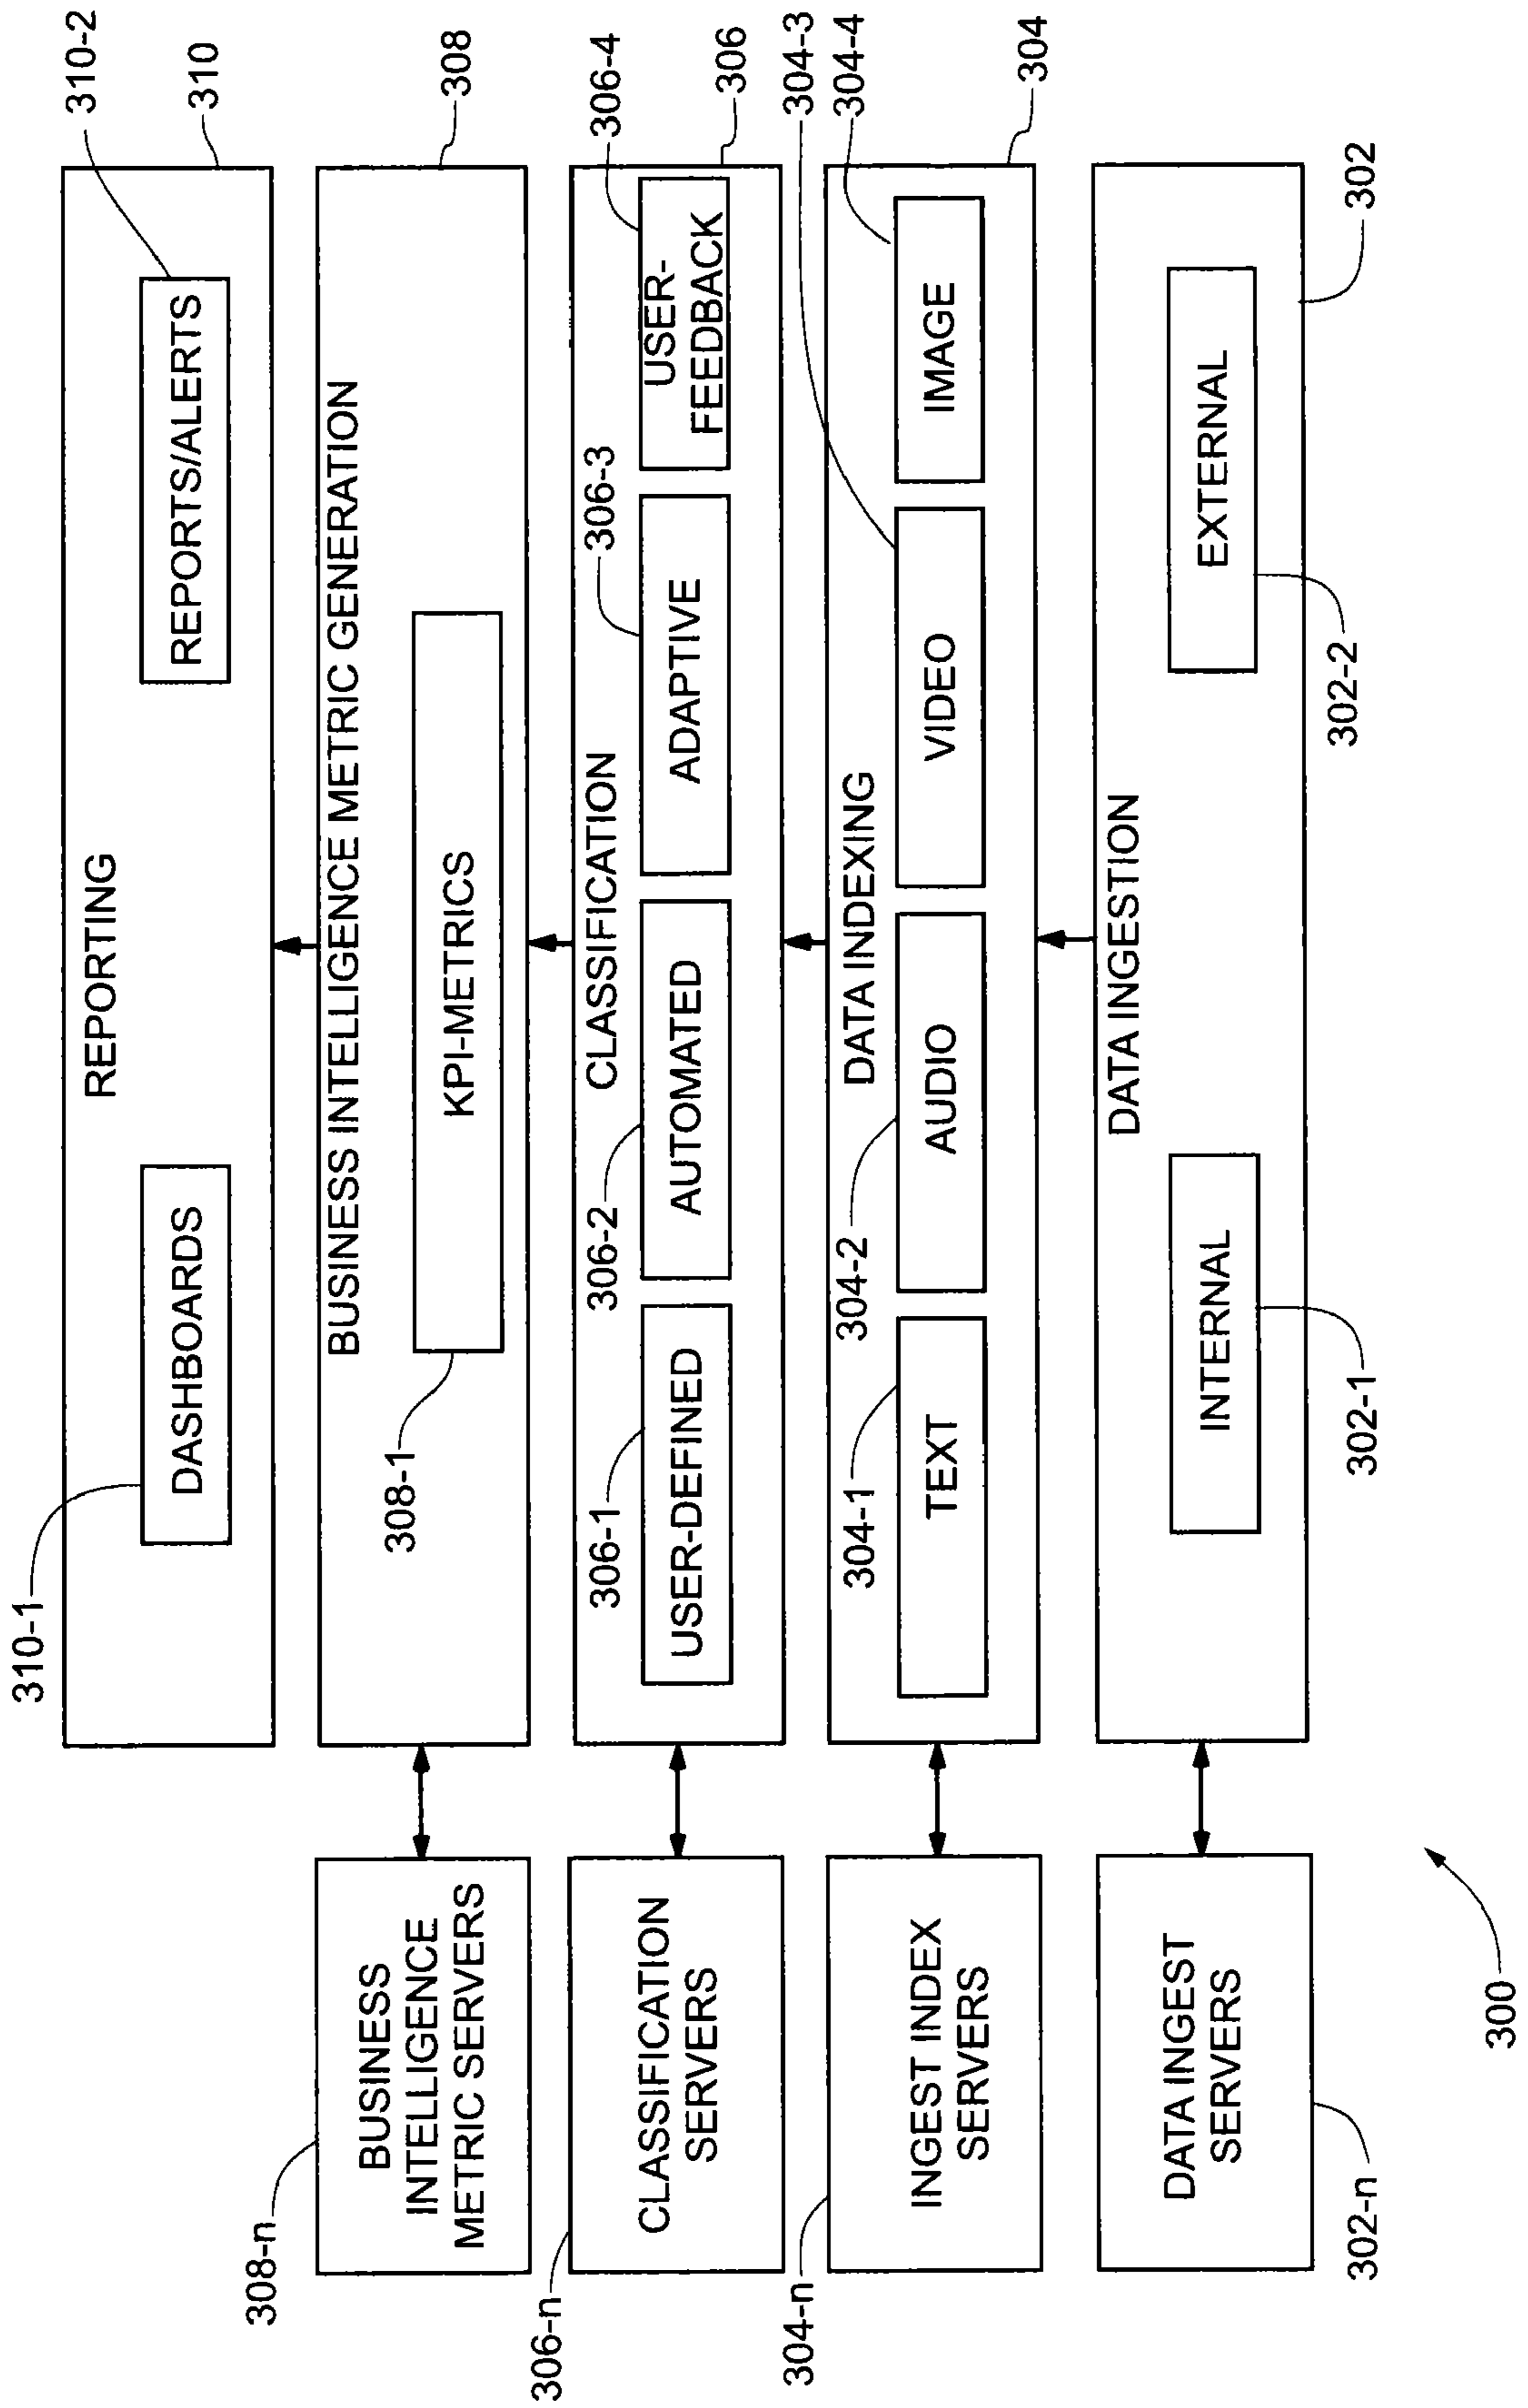 310-1
310-2
REPORTING
310
DASHBOARDS
REPORTS/ALERTS
308-n
BUSINESS
INTELLIGENCE
METRIC SERVERS
BUSINESS INTELLIGENCE METRIC GENERATION
308
308-1
KPI-METRICS
306-n
CLASSIFICATION
SERVERS
CLASSIFICATION
306-1
306-2
306-3
306-4
USER-DEFINED
AUTOMATED
ADAPTIVE
USER-
FEEDBACK
306
304-n
INGEST INDEX
SERVERS
DATA INDEXING
304-1
304-2
304-3
304-4
TEXT
AUDIO
VIDEO
IMAGE
304
DATA INGEST
SERVERS
DATA INGESTION
INTERNAL
EXTERNAL
302-n
302-1
302-2
302
300